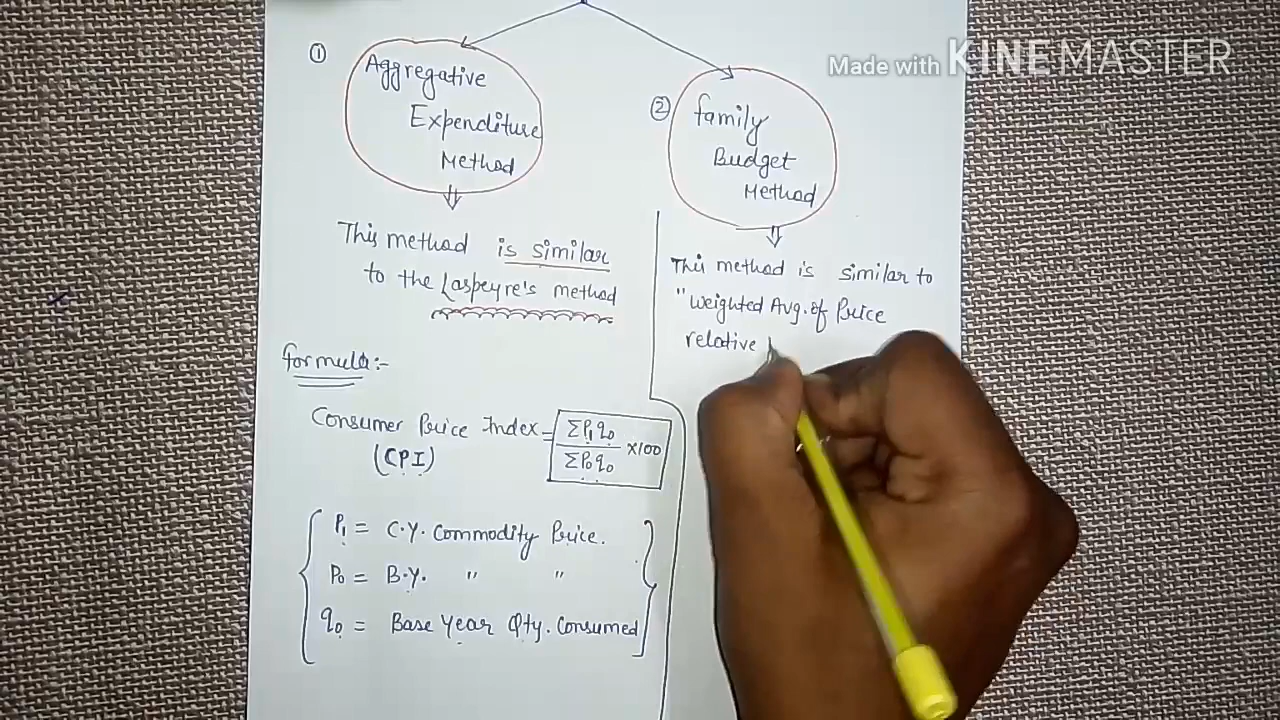 Made with KINEMASTER
①
Aggregative
Expenditure
Method
②
family
Budget
Method
This method is similar
to the Laspeyre's method
This method is similar to
"weighted Avg. of Price
relative
formula:-
Consumer Price Index = ΣP₁q₀ / ΣP₀q₀ ×100
(CPI)
P₁ = C.Y. Commodity Price.
P₀ = B.Y. " "
q₀ = Base Year Qty. Consumed